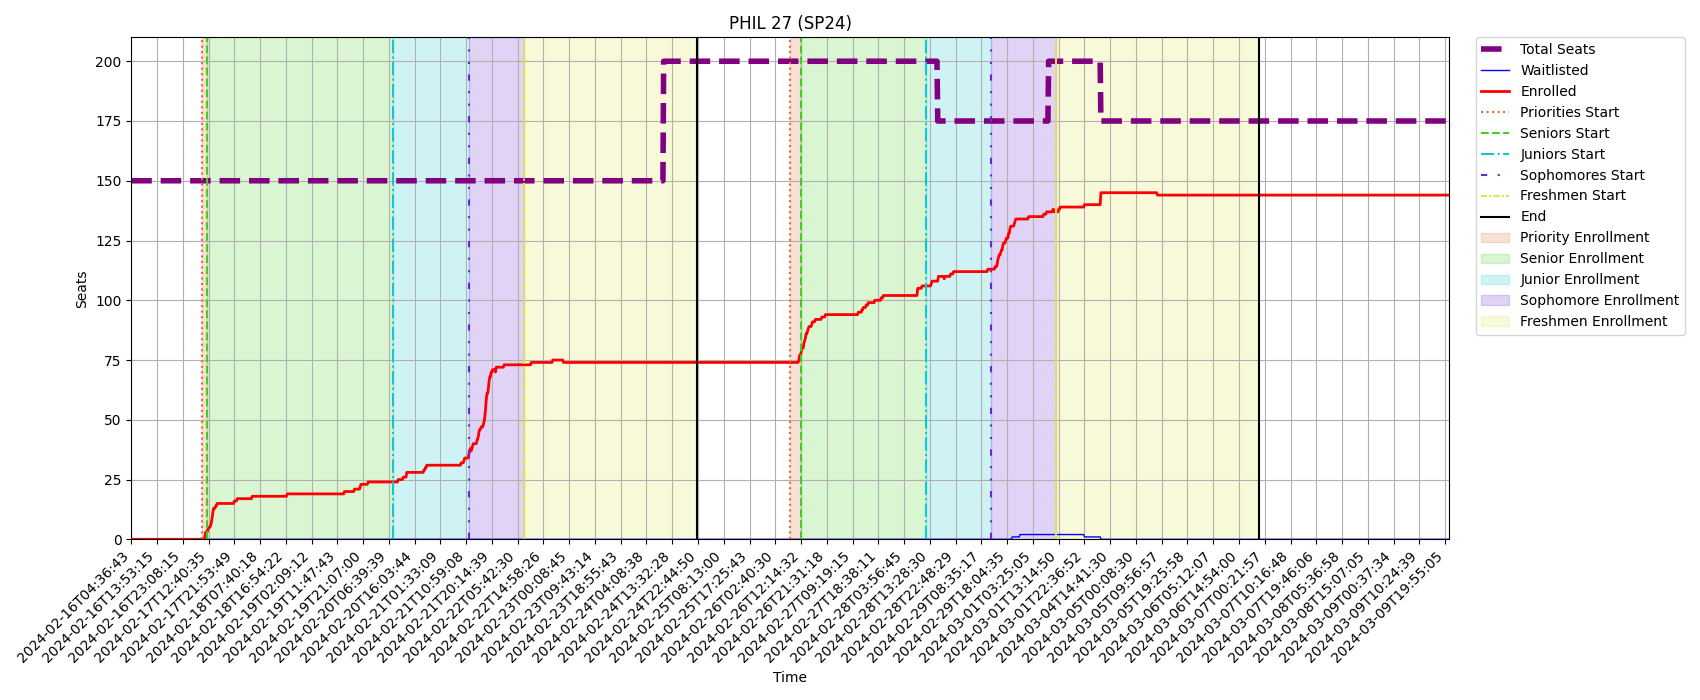 PHIL 27 (SP24)
Seats
200
175
150
125
100
75
50
25
0
2024-02-16T04:36:43
2024-02-16T13:53:15
2024-02-16T23:08:15
2024-02-17T12:40:35
2024-02-17T21:53:49
2024-02-18T07:40:18
2024-02-18T16:54:22
2024-02-19T02:09:12
2024-02-19T11:47:43
2024-02-19T21:07:00
2024-02-20T06:39:39
2024-02-20T16:03:44
2024-02-21T01:33:09
2024-02-21T10:59:08
2024-02-21T20:14:39
2024-02-22T05:42:30
2024-02-22T14:58:26
2024-02-23T00:08:45
2024-02-23T09:43:14
2024-02-23T18:55:43
2024-02-24T04:08:38
2024-02-24T13:32:28
2024-02-24T22:44:50
2024-02-25T08:13:00
2024-02-25T17:25:43
2024-02-26T02:40:30
2024-02-26T12:14:32
2024-02-26T21:31:18
2024-02-27T09:19:15
2024-02-27T18:38:11
2024-02-28T03:56:45
2024-02-28T13:28:30
2024-02-28T22:48:29
2024-02-29T08:35:17
2024-02-29T18:04:35
2024-03-01T03:25:05
2024-03-01T13:14:50
2024-03-01T22:36:52
2024-03-04T14:41:30
2024-03-05T00:08:30
2024-03-05T09:56:57
2024-03-05T19:25:58
2024-03-06T05:12:07
2024-03-06T14:54:00
2024-03-07T00:21:57
2024-03-07T10:16:48
2024-03-07T19:46:06
2024-03-08T05:36:58
2024-03-08T15:07:05
2024-03-09T00:37:34
2024-03-09T10:24:39
2024-03-09T19:55:05
Time
Total Seats
Waitlisted
Enrolled
Priorities Start
Seniors Start
Juniors Start
Sophomores Start
Freshmen Start
End
Priority Enrollment
Senior Enrollment
Junior Enrollment
Sophomore Enrollment
Freshmen Enrollment